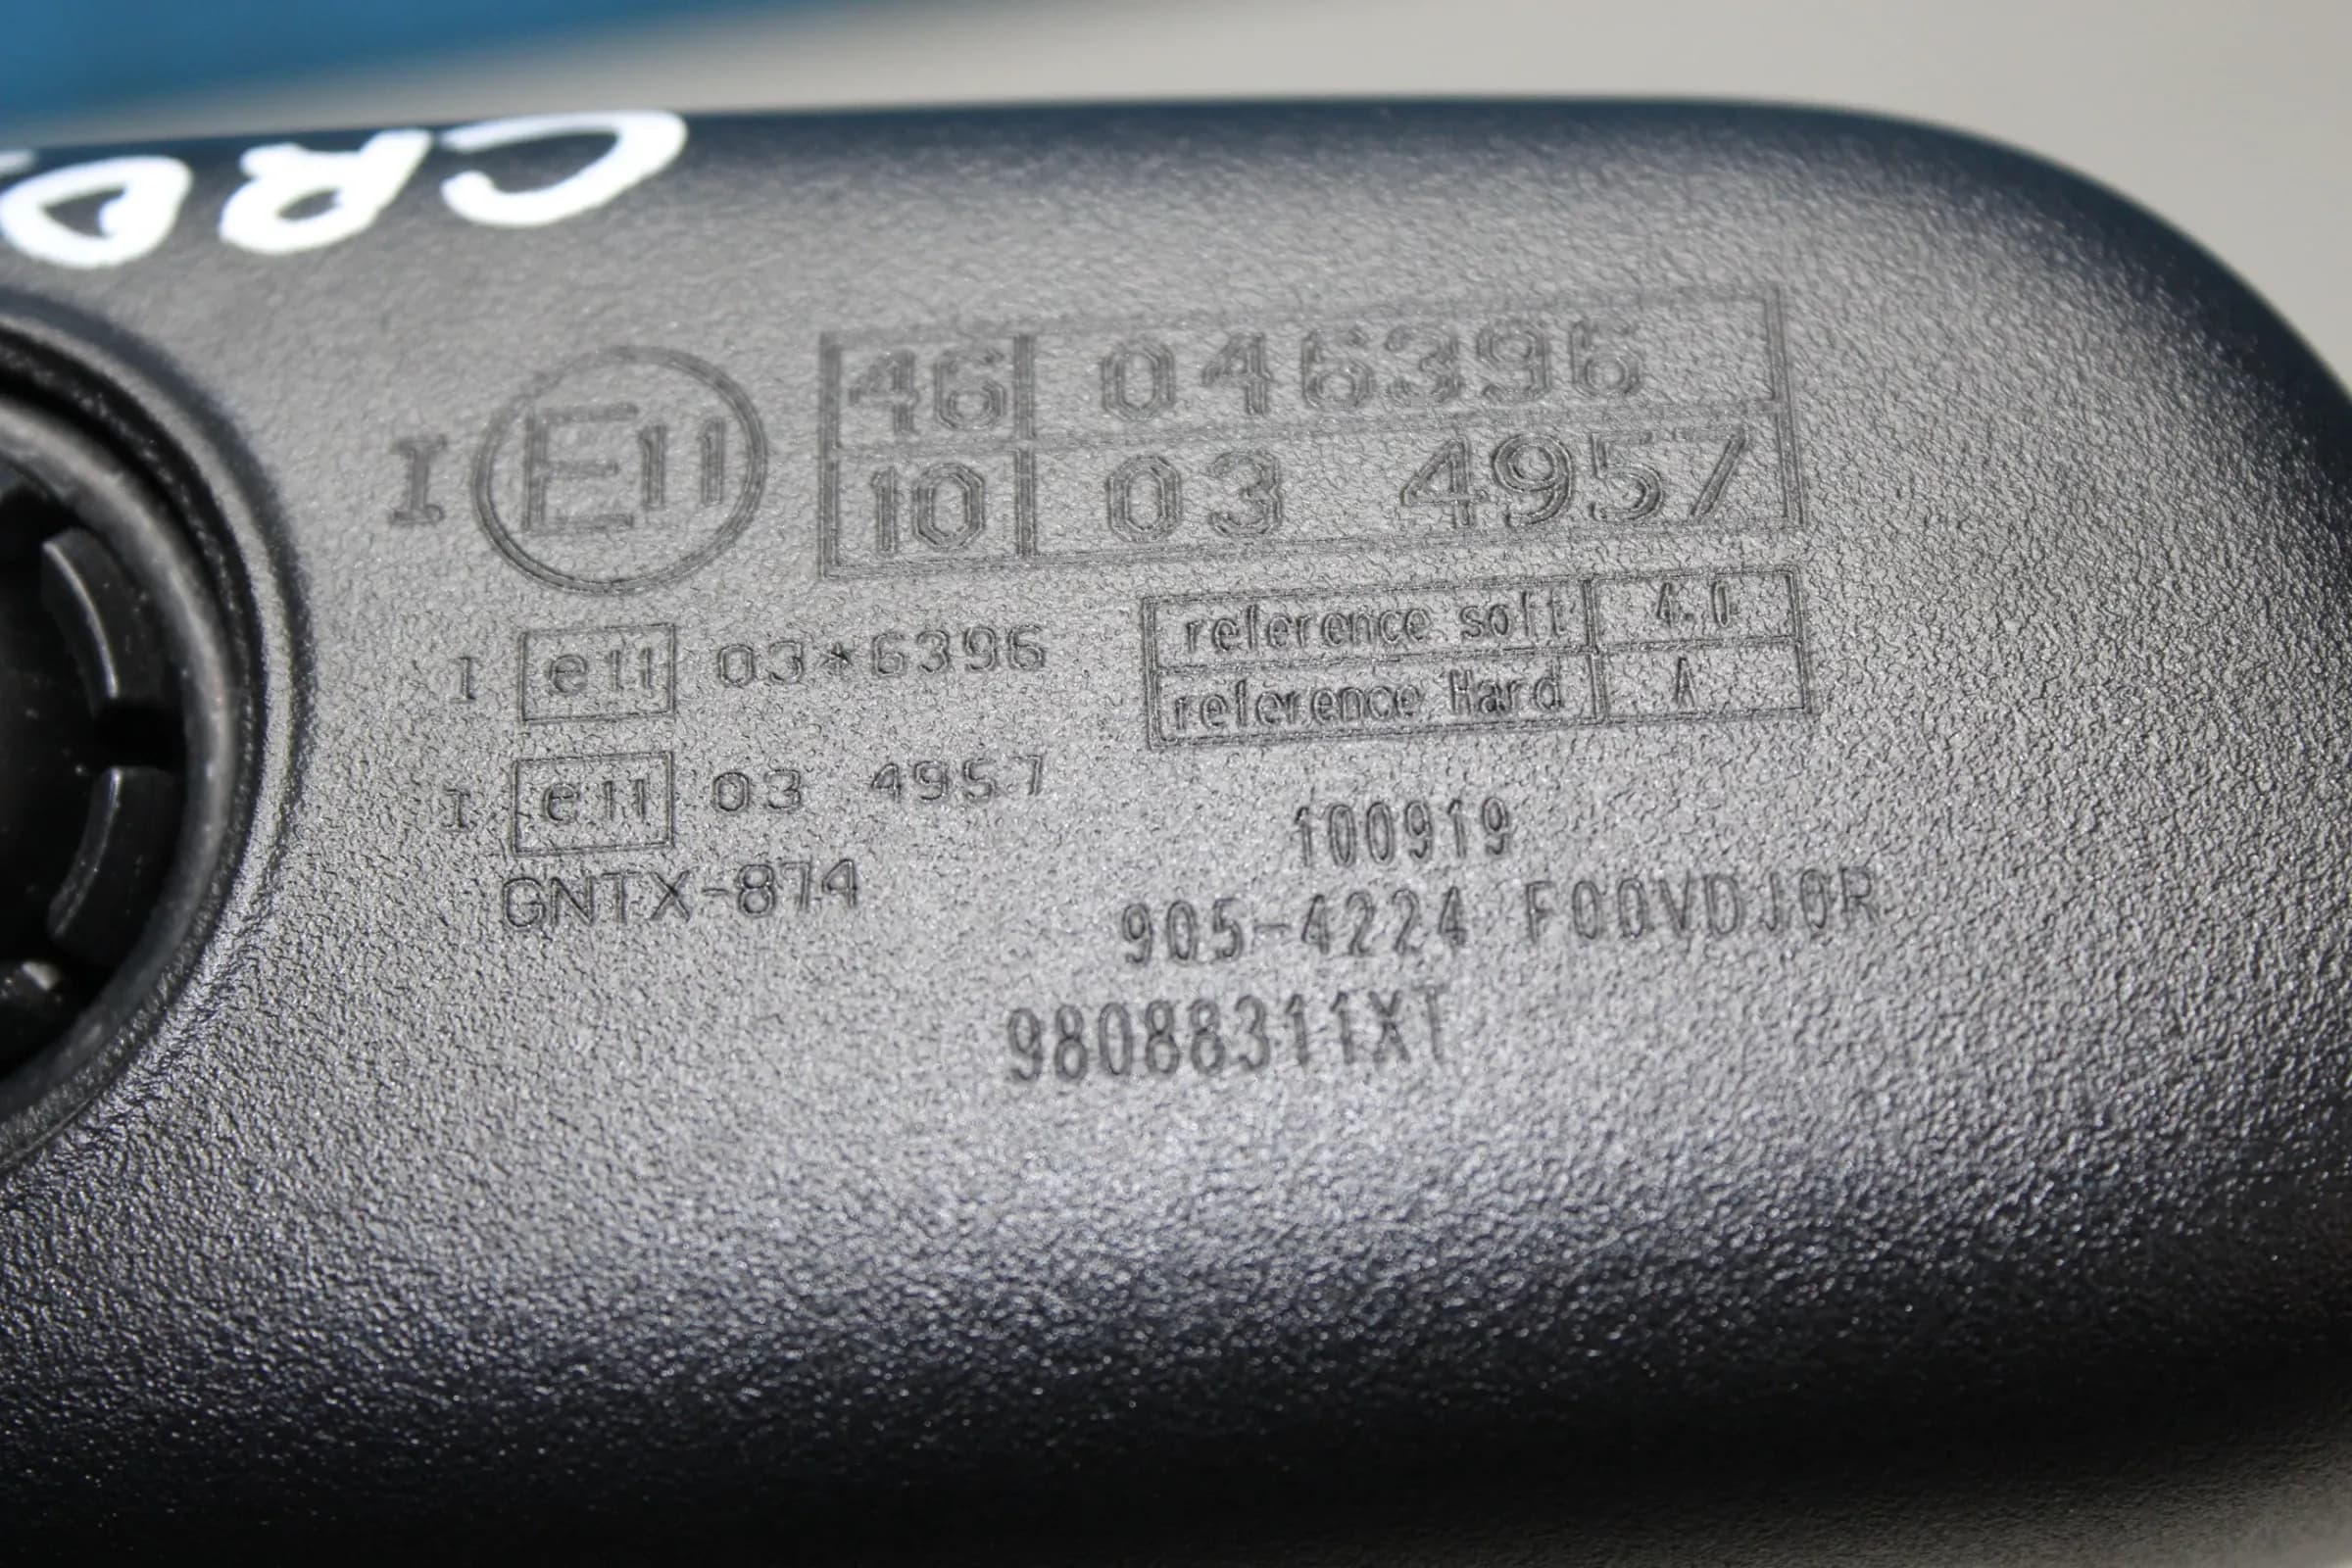 CRO
I E11 46 046396
10 03 4957
I e11 03*6396
reference soft 4.0
reference Hard A
I e11 03 4957
100919
GNTX-874
905-4224 F00VDJ0R
98088311XT